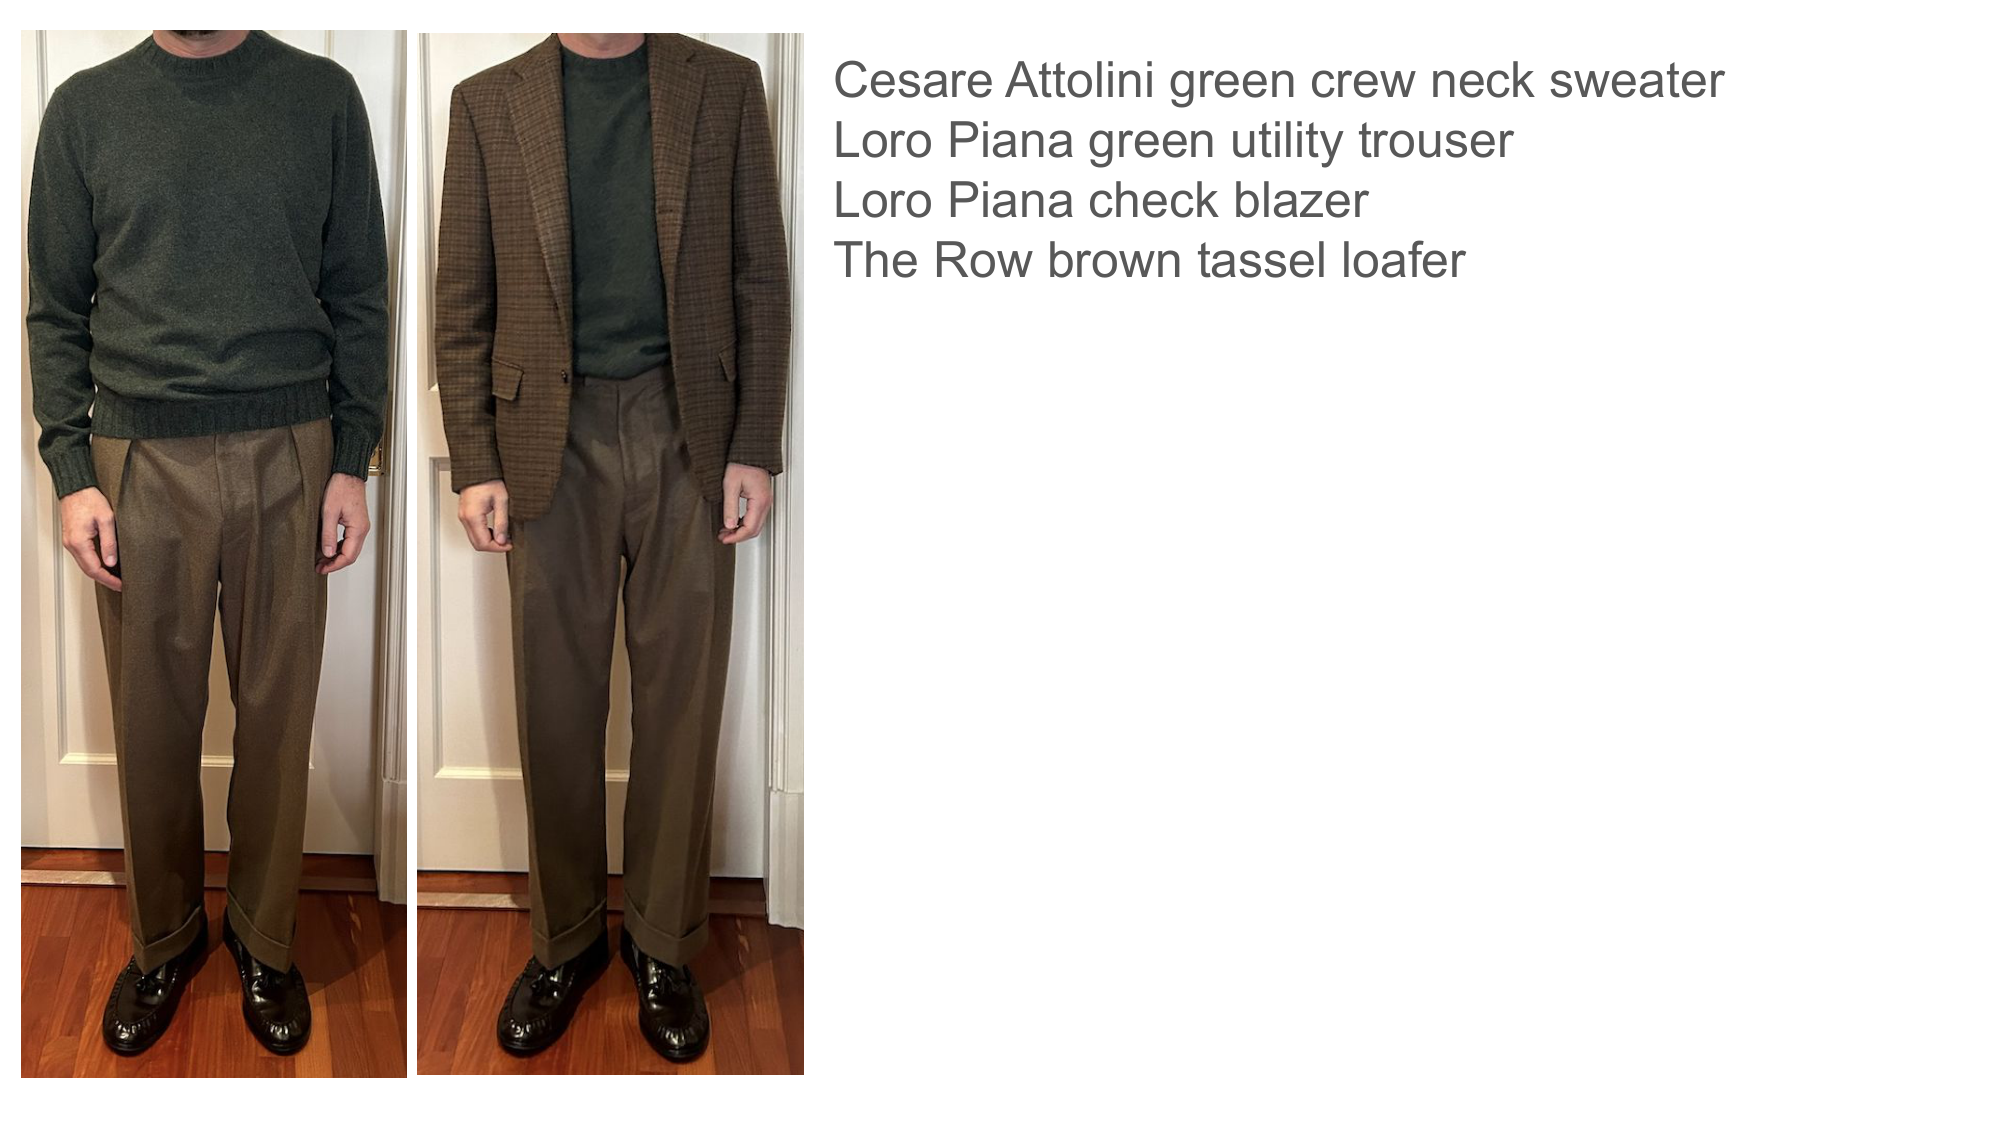 Cesare Attolini green crew neck sweater
Loro Piana green utility trouser
Loro Piana check blazer
The Row brown tassel loafer